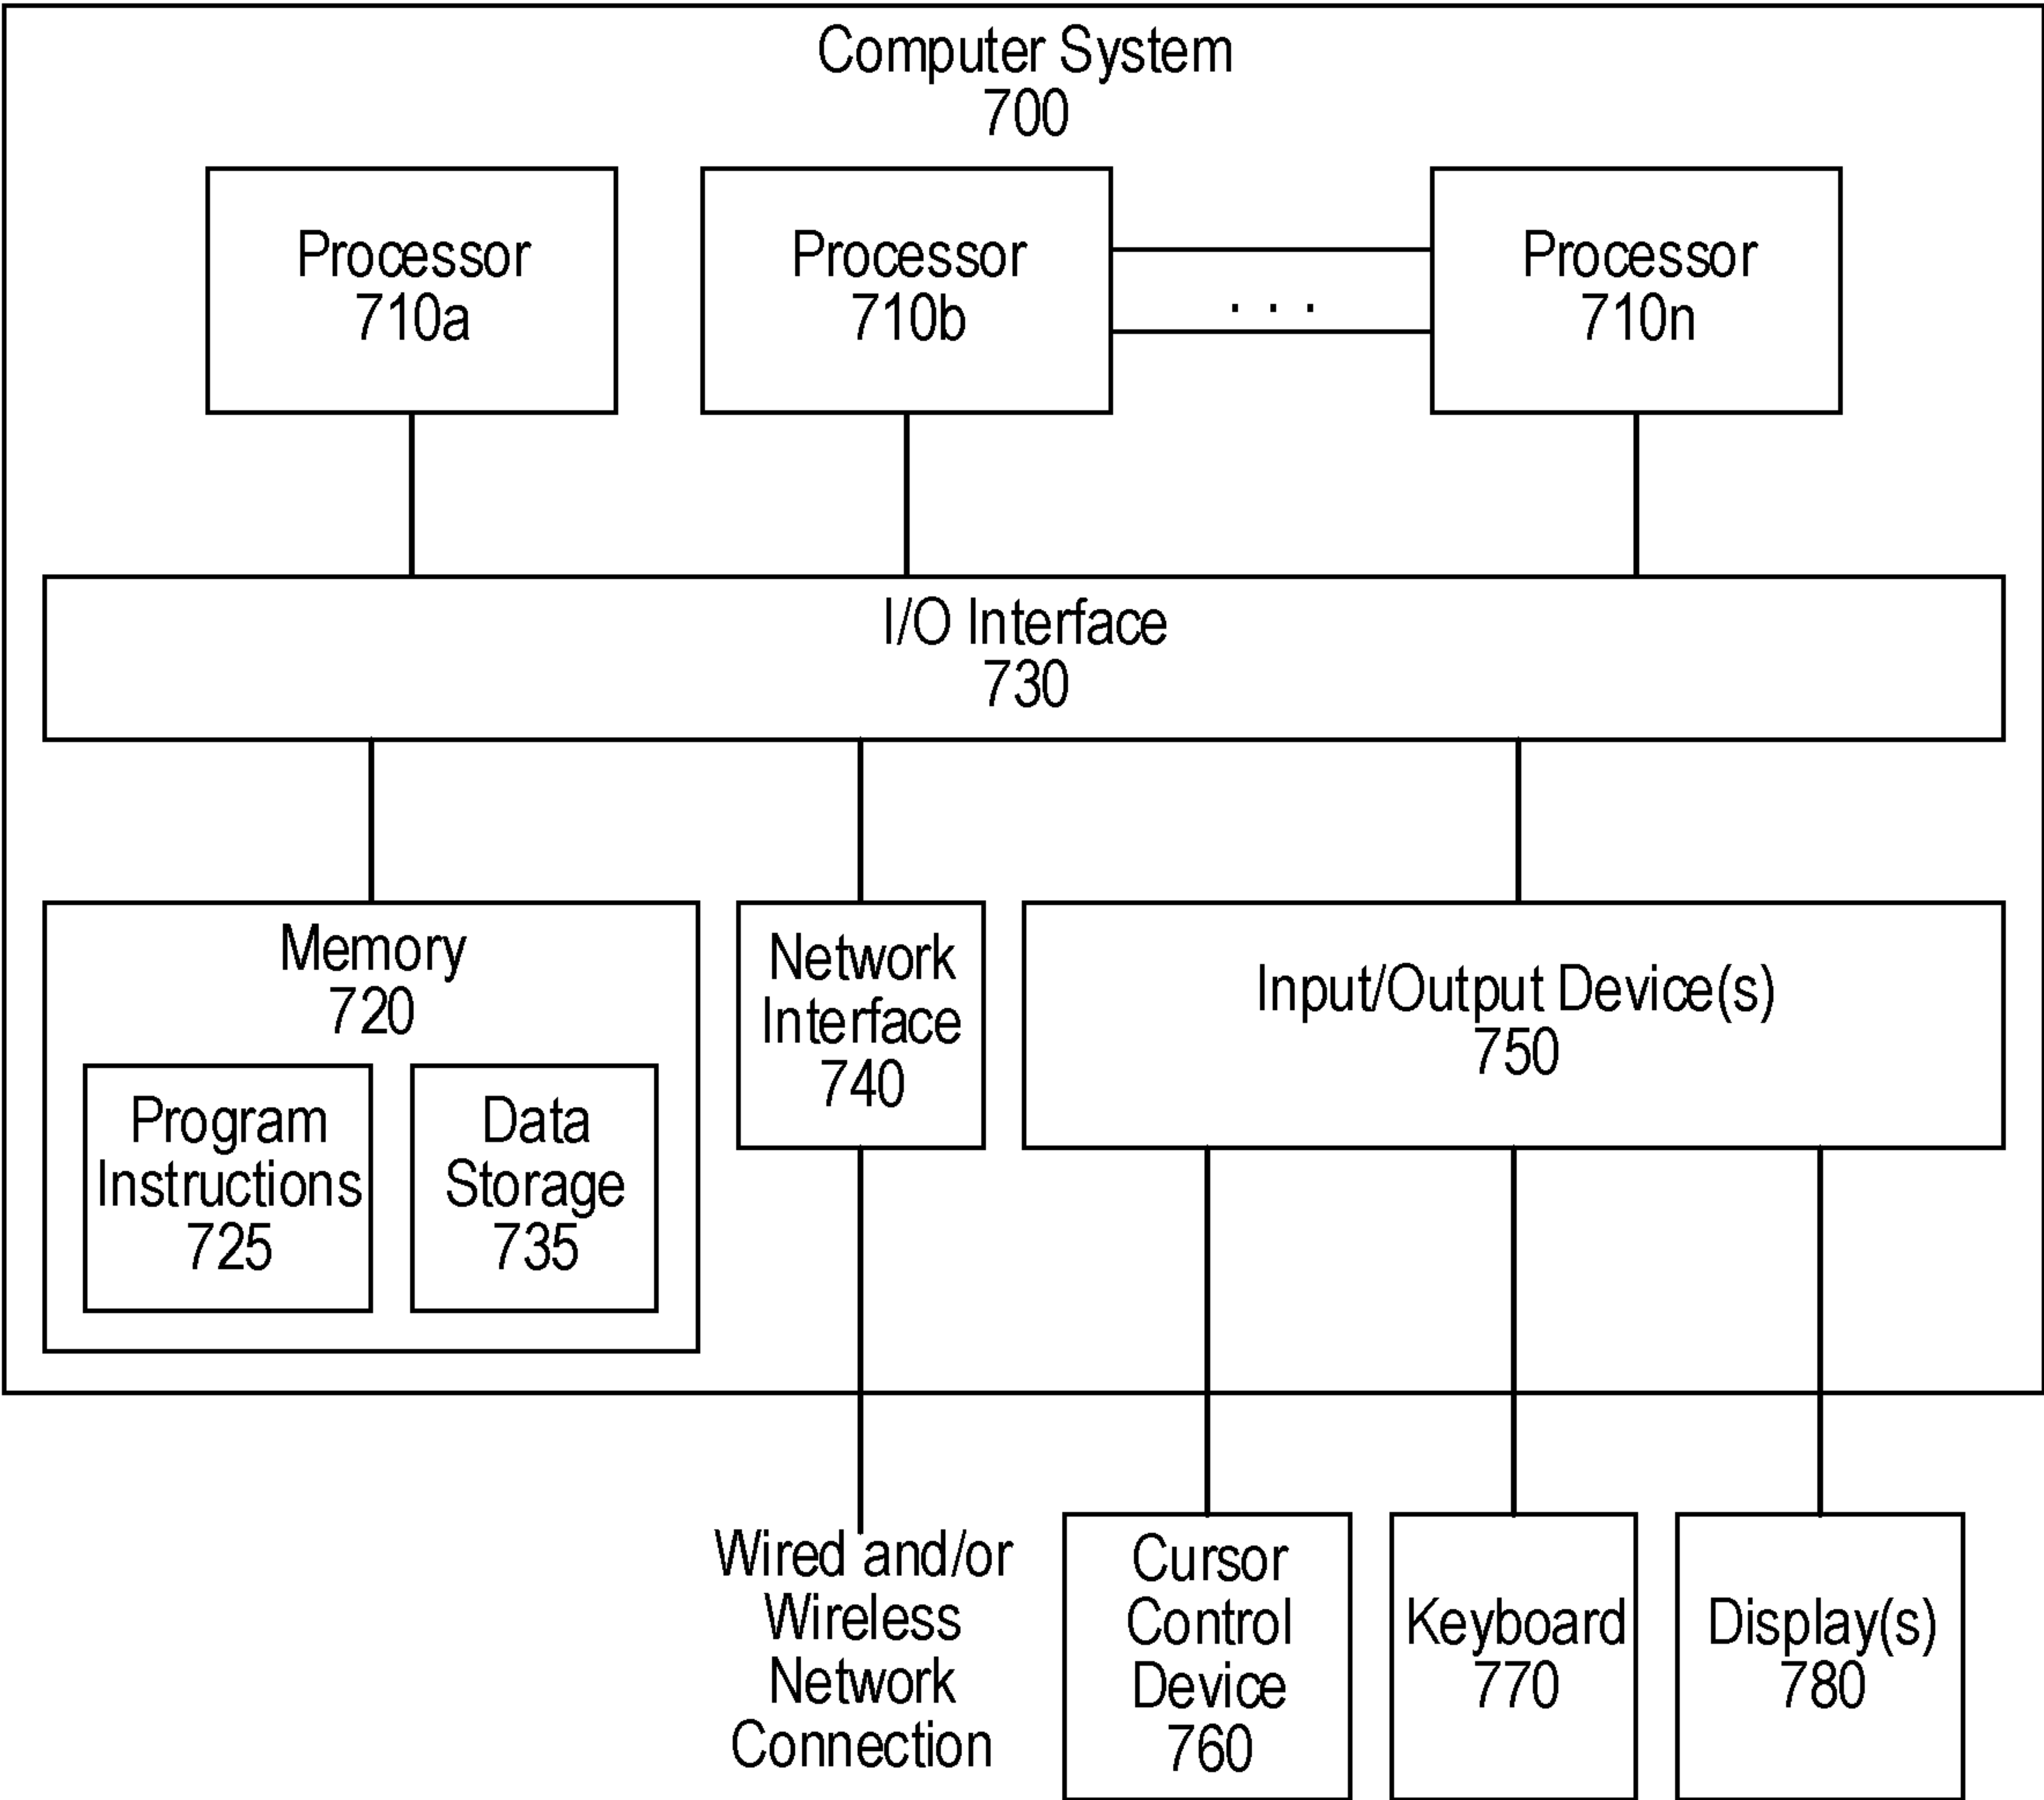 Computer System
700
Processor
710a
Processor
710b
. . .
Processor
710n
I/O Interface
730
Memory
720
Program
Instructions
725
Data
Storage
735
Network
Interface
740
Input/Output Device(s)
750
Wired and/or
Wireless
Network
Connection
Cursor
Control
Device
760
Keyboard
770
Display(s)
780